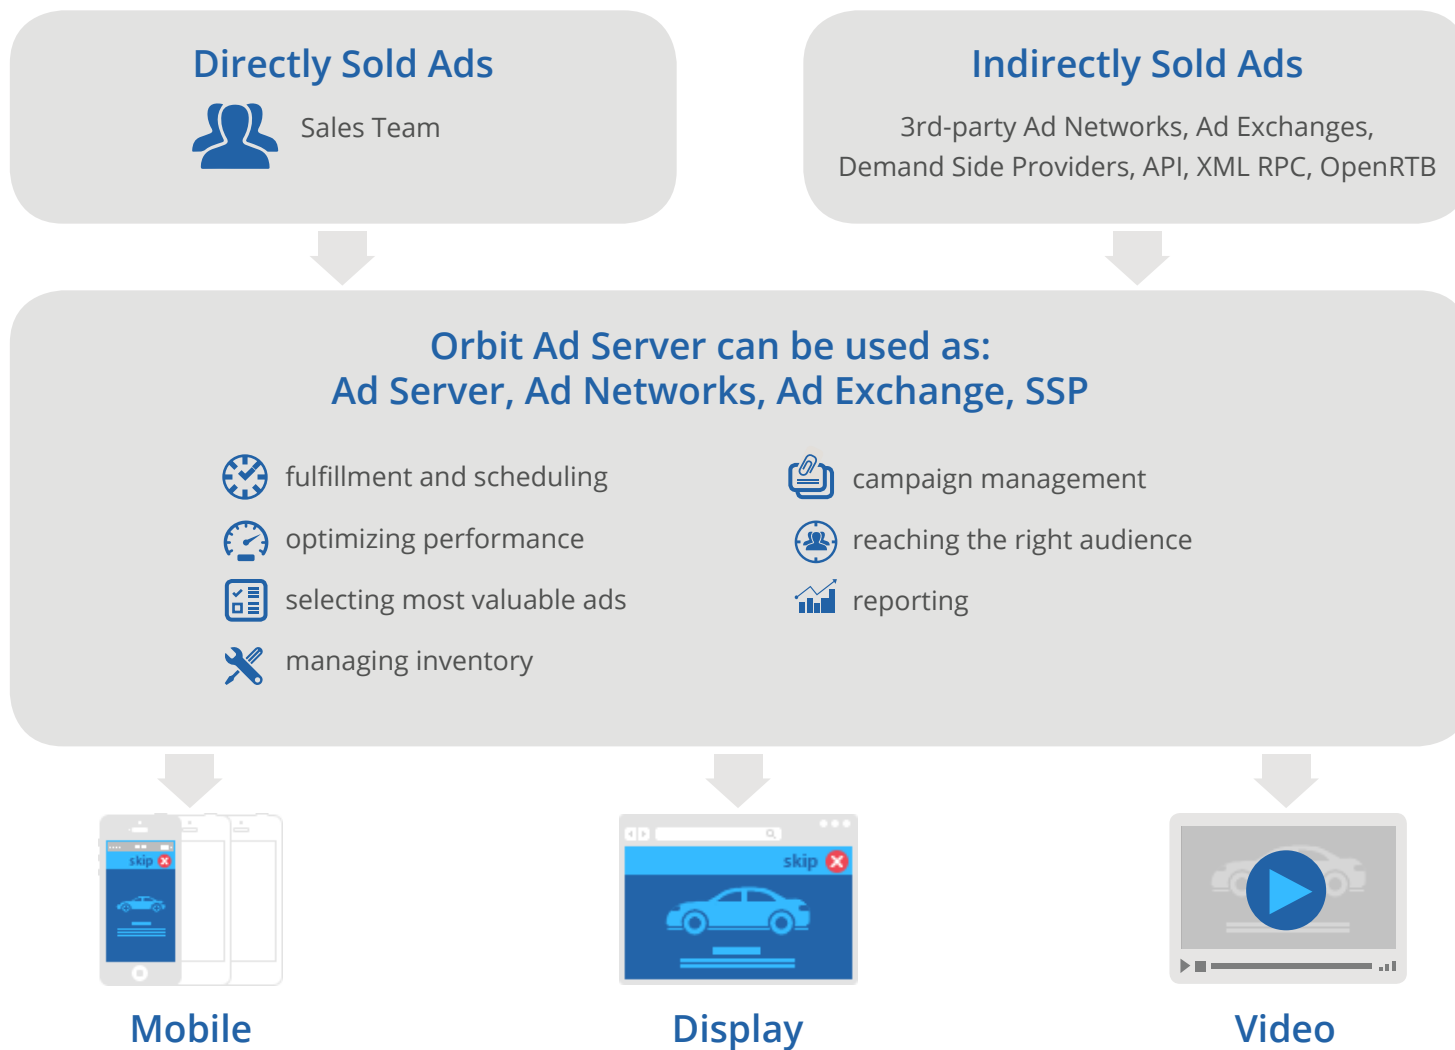 Directly Sold Ads
Sales Team
Indirectly Sold Ads
3rd-party Ad Networks, Ad Exchanges,
Demand Side Providers, API, XML RPC, OpenRTB
Orbit Ad Server can be used as:
Ad Server, Ad Networks, Ad Exchange, SSP
fulfillment and scheduling
optimizing performance
selecting most valuable ads
managing inventory
campaign management
reaching the right audience
reporting
skip
skip
Mobile
Display
Video